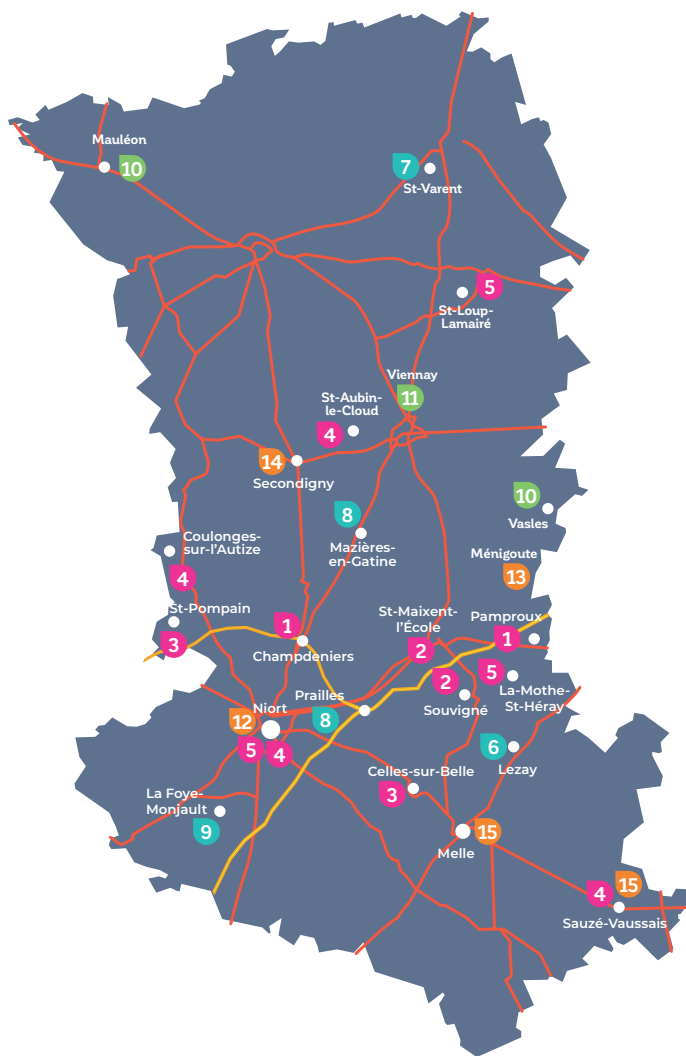 Mauléon
10
7
St-Varent
5
St-Loup-
Lamairé
Viennay
11
St-Aubin-
le-Cloud
4
14
Secondigny
10
Vasles
8
Mazières-
en-Gatine
Coulonges-
sur-l'Autize
4
Ménigoute
13
St-Pompain
3
1
Champdeniers
St-Maixent-
l'École
2
Pamproux
1
5
La-Mothe-
St-Héray
2
Souvigné
Prailles
8
Niort
12
5
4
6
Lezay
Celles-sur-Belle
3
La Foye-
Monjault
9
15
Melle
4
15
Sauzé-Vaussais